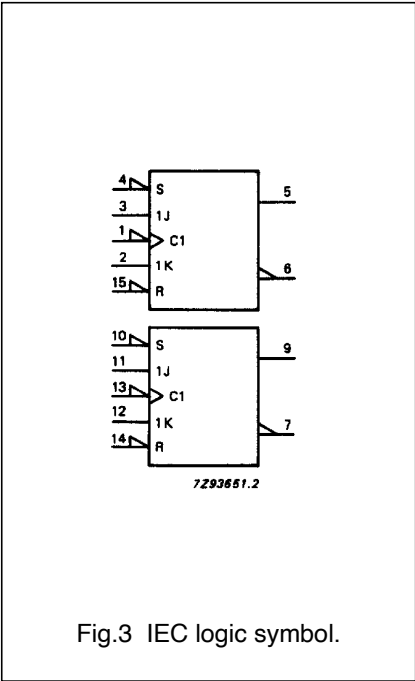 4 S 5
3 1J
1 C1
2 1K 6
15 R
10 S 9
11 1J
13 C1
12 1K 7
14 R
7Z93651.2
Fig.3 IEC logic symbol.